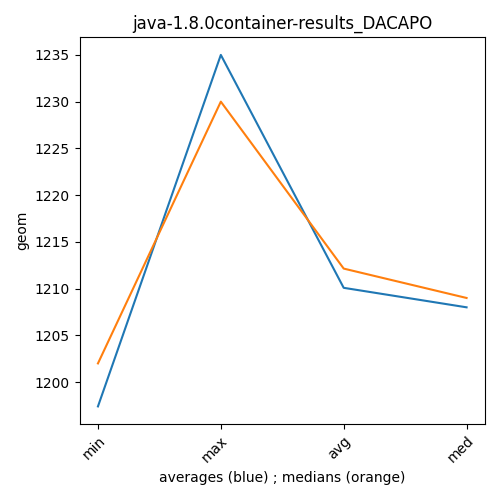 java-1.8.0container-results_DACAPO
1235
1230
1225
1220
1215
1210
1205
1200
geom
min
max
avg
med
averages (blue) ; medians (orange)